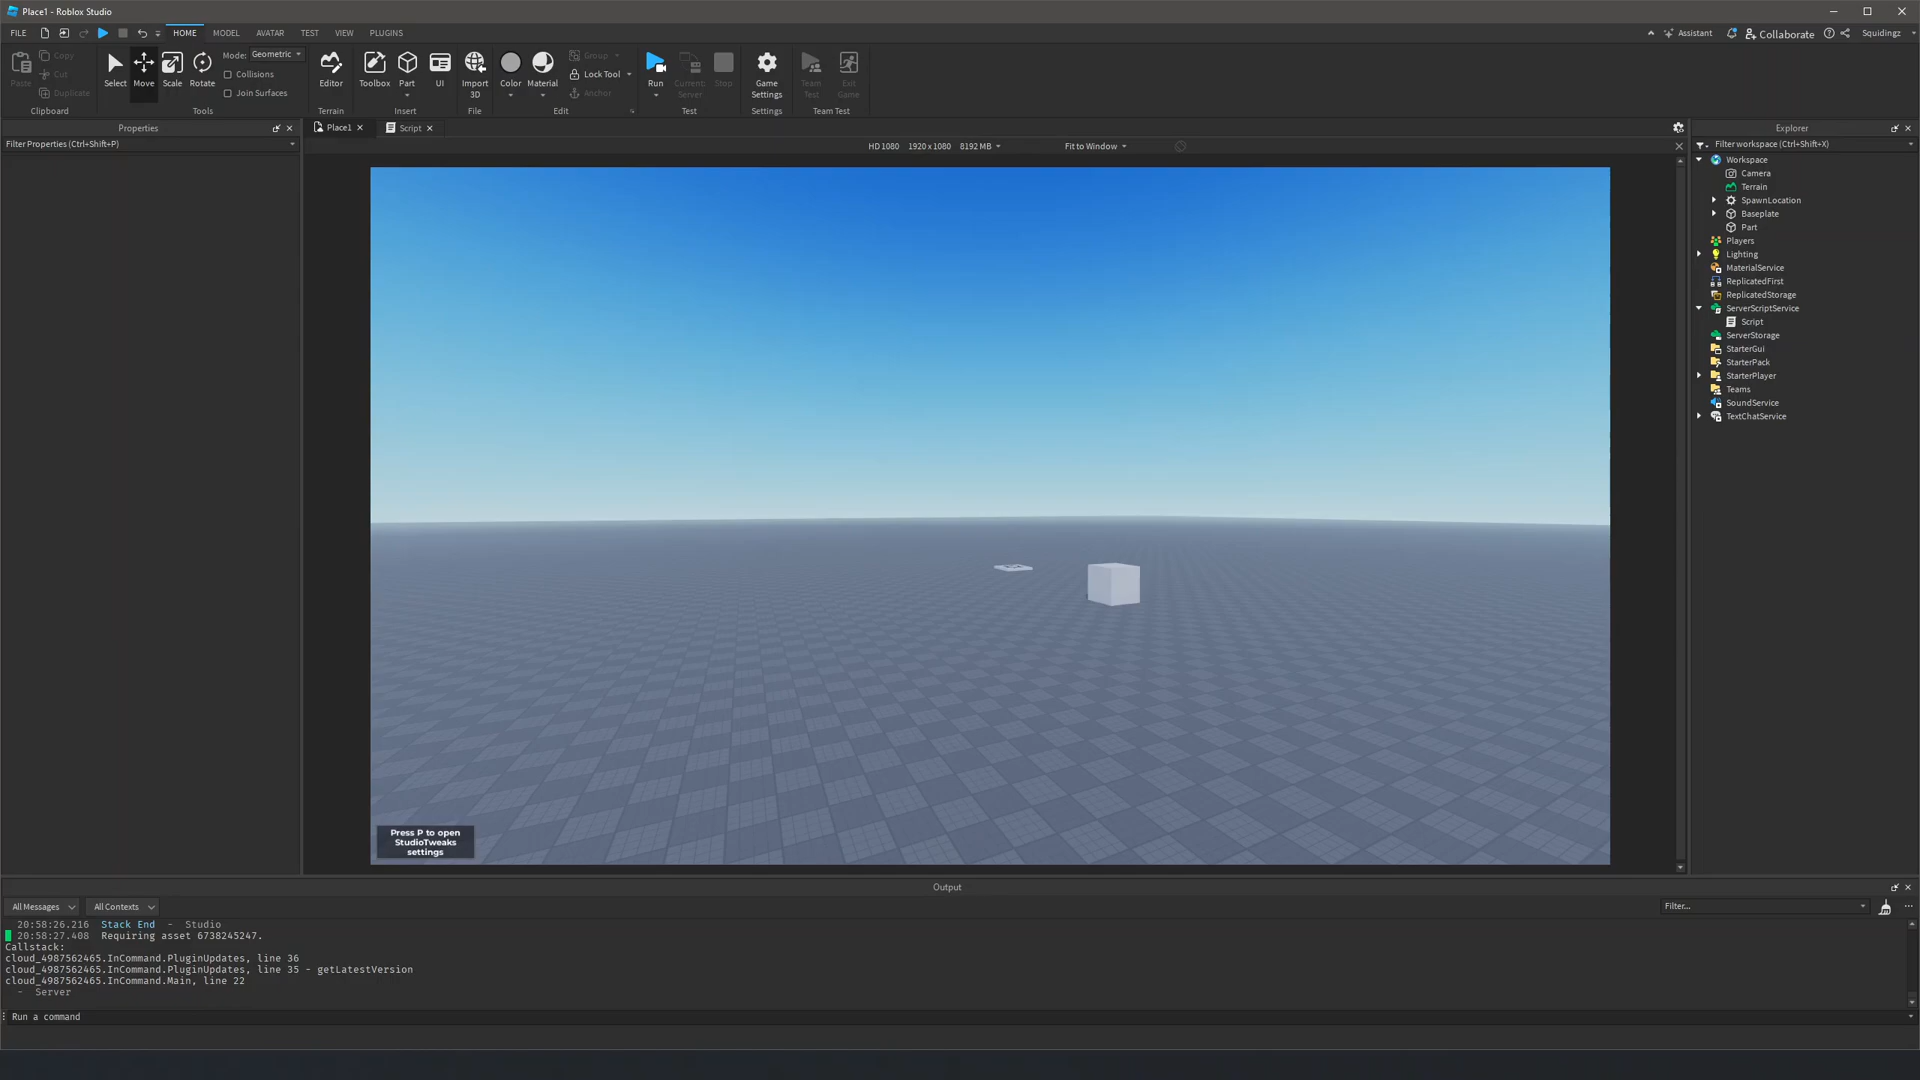 Place1 - Roblox Studio
FILE HOME MODEL AVATAR TEST VIEW PLUGINS
Assistant Collaborate Squidingz
Paste Copy Cut Duplicate
Clipboard
Select Move Scale Rotate
Mode: Geometric
Collisions
Join Surfaces
Tools
Editor
Terrain
Toolbox Part UI
Insert
Import 3D
File
Color Material
Group
Lock Tool
Anchor
Edit
Run Current: Server Stop
Test
Game Settings
Settings
Team Test Exit Game
Team Test
Properties
Filter Properties (Ctrl+Shift+P)
Place1 Script
HD 1080 1920 x 1080 8192 MB Fit to Window
Press P to open
StudioTweaks
settings
Explorer
Filter workspace (Ctrl+Shift+X)
Workspace
Camera
Terrain
SpawnLocation
Baseplate
Part
Players
Lighting
MaterialService
ReplicatedFirst
ReplicatedStorage
ServerScriptService
Script
ServerStorage
StarterGui
StarterPack
StarterPlayer
Teams
SoundService
TextChatService
Output
All Messages All Contexts Filter...
20:58:26.216 Stack End - Studio
20:58:27.408 Requiring asset 6738245247.
Callstack:
cloud_4987562465.InCommand.PluginUpdates, line 36
cloud_4987562465.InCommand.PluginUpdates, line 35 - getLatestVersion
cloud_4987562465.InCommand.Main, line 22
- Server
Run a command